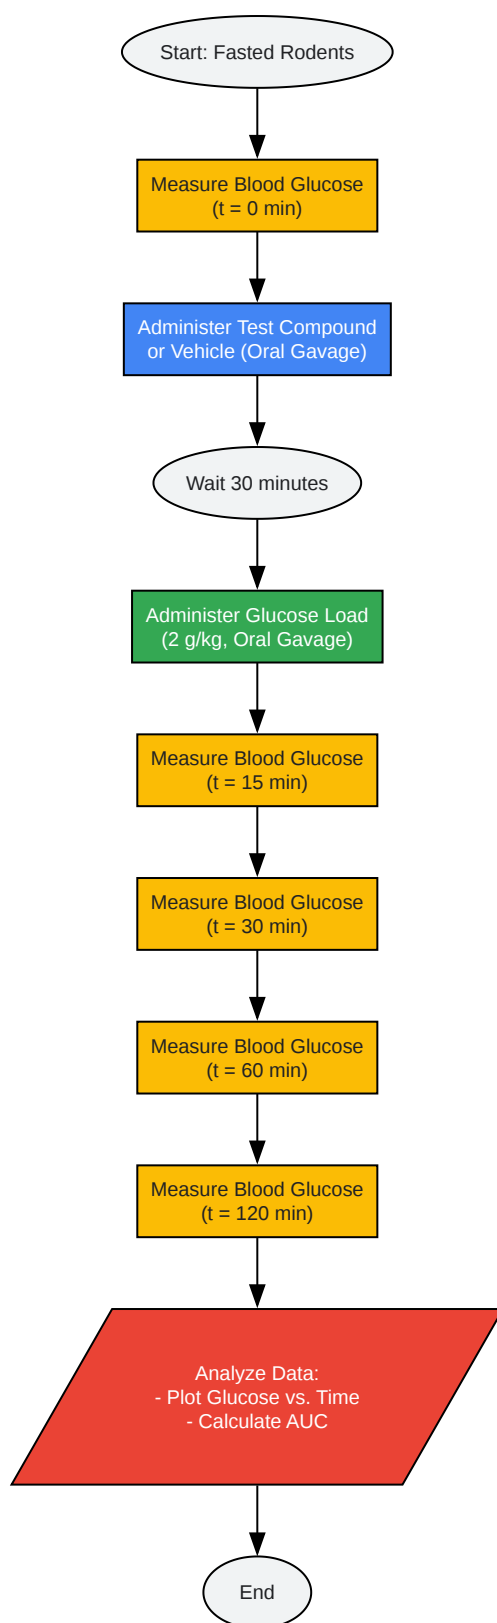 Start: Fasted Rodents
Measure Blood Glucose
(t = 0 min)
Administer Test Compound
or Vehicle (Oral Gavage)
Wait 30 minutes
Administer Glucose Load
(2 g/kg, Oral Gavage)
Measure Blood Glucose
(t = 15 min)
Measure Blood Glucose
(t = 30 min)
Measure Blood Glucose
(t = 60 min)
Measure Blood Glucose
(t = 120 min)
Analyze Data:
- Plot Glucose vs. Time
- Calculate AUC
End